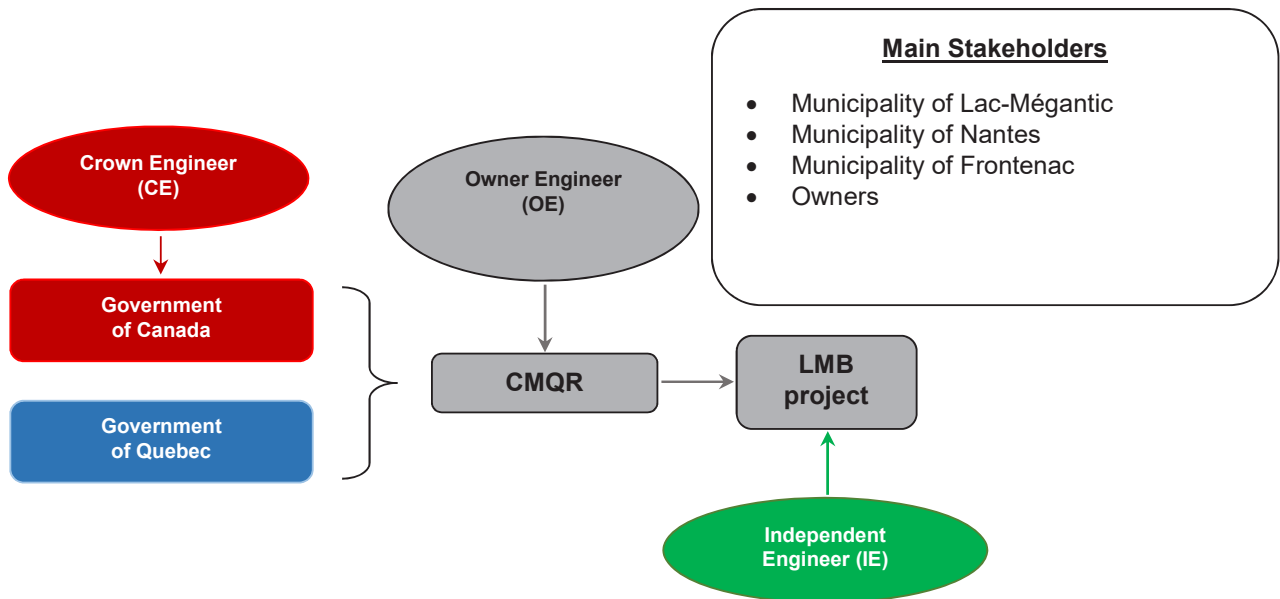 Main Stakeholders
• Municipality of Lac-Mégantic
• Municipality of Nantes
• Municipality of Frontenac
• Owners
Crown Engineer
(CE)
Owner Engineer
(OE)
Government
of Canada
Government
of Quebec
CMQR
LMB
project
Independent
Engineer (IE)